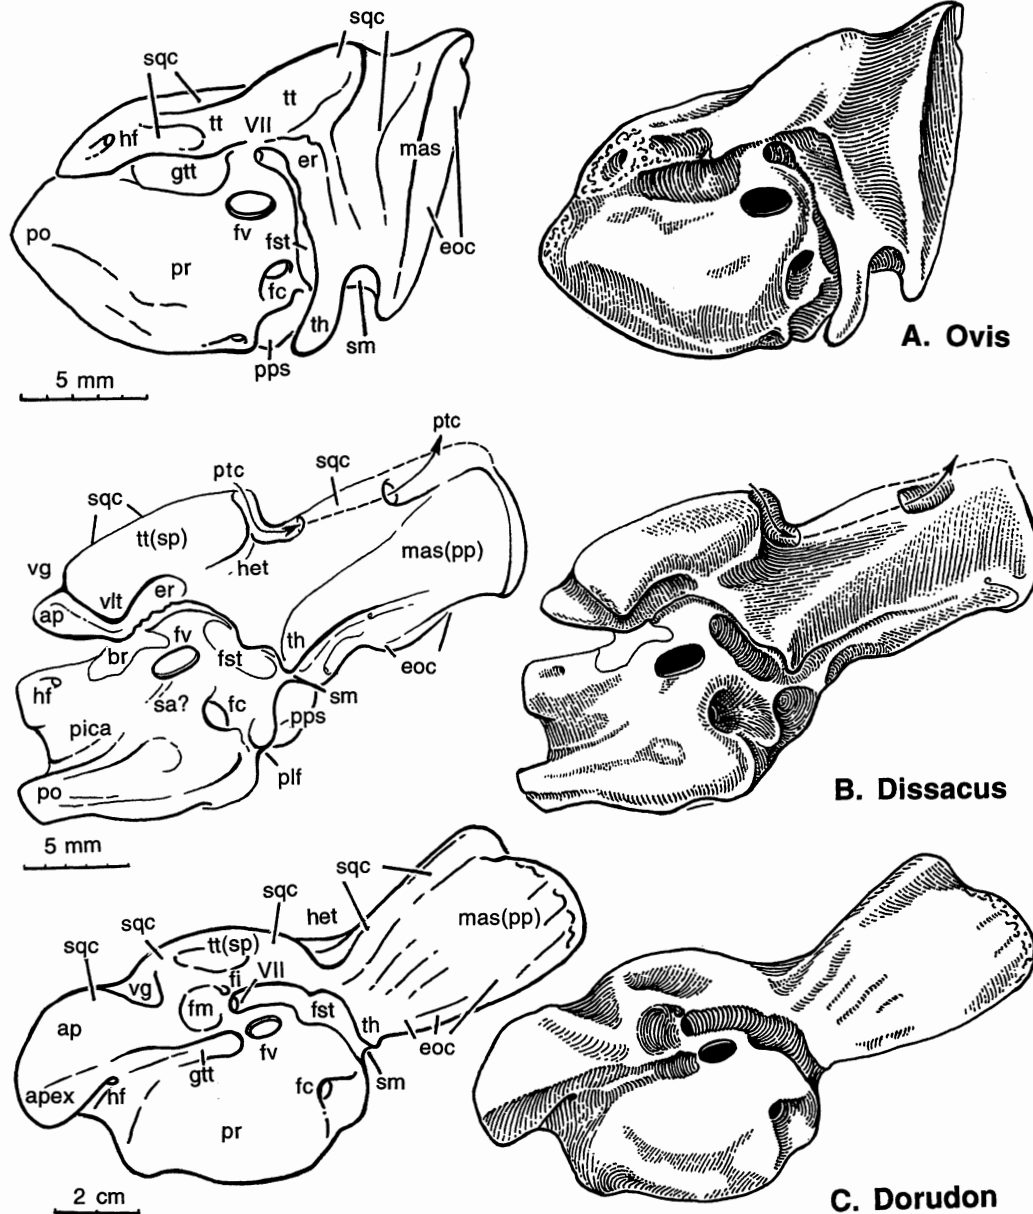 sqc
sqc
tt
hf
tt
VII
er
mas
gtt
po
fv
fst
eoc
pr
fc
th
sm
pps
5 mm
A. Ovis
ptc
ptc
sqc
sqc
tt(sp)
mas(pp)
vg
het
vlt
er
ap
fv
th
br
fst
eoc
hf
sm
sa?
fc
pps
pica
plf
po
5 mm
B. Dissacus
sqc
sqc
het
mas(pp)
sqc
sqc
tt(sp)
vg
fi
VII
fm
fst
ap
th
fv
eoc
gtt
sm
apex
hf
fc
pr
2 cm
C. Dorudon